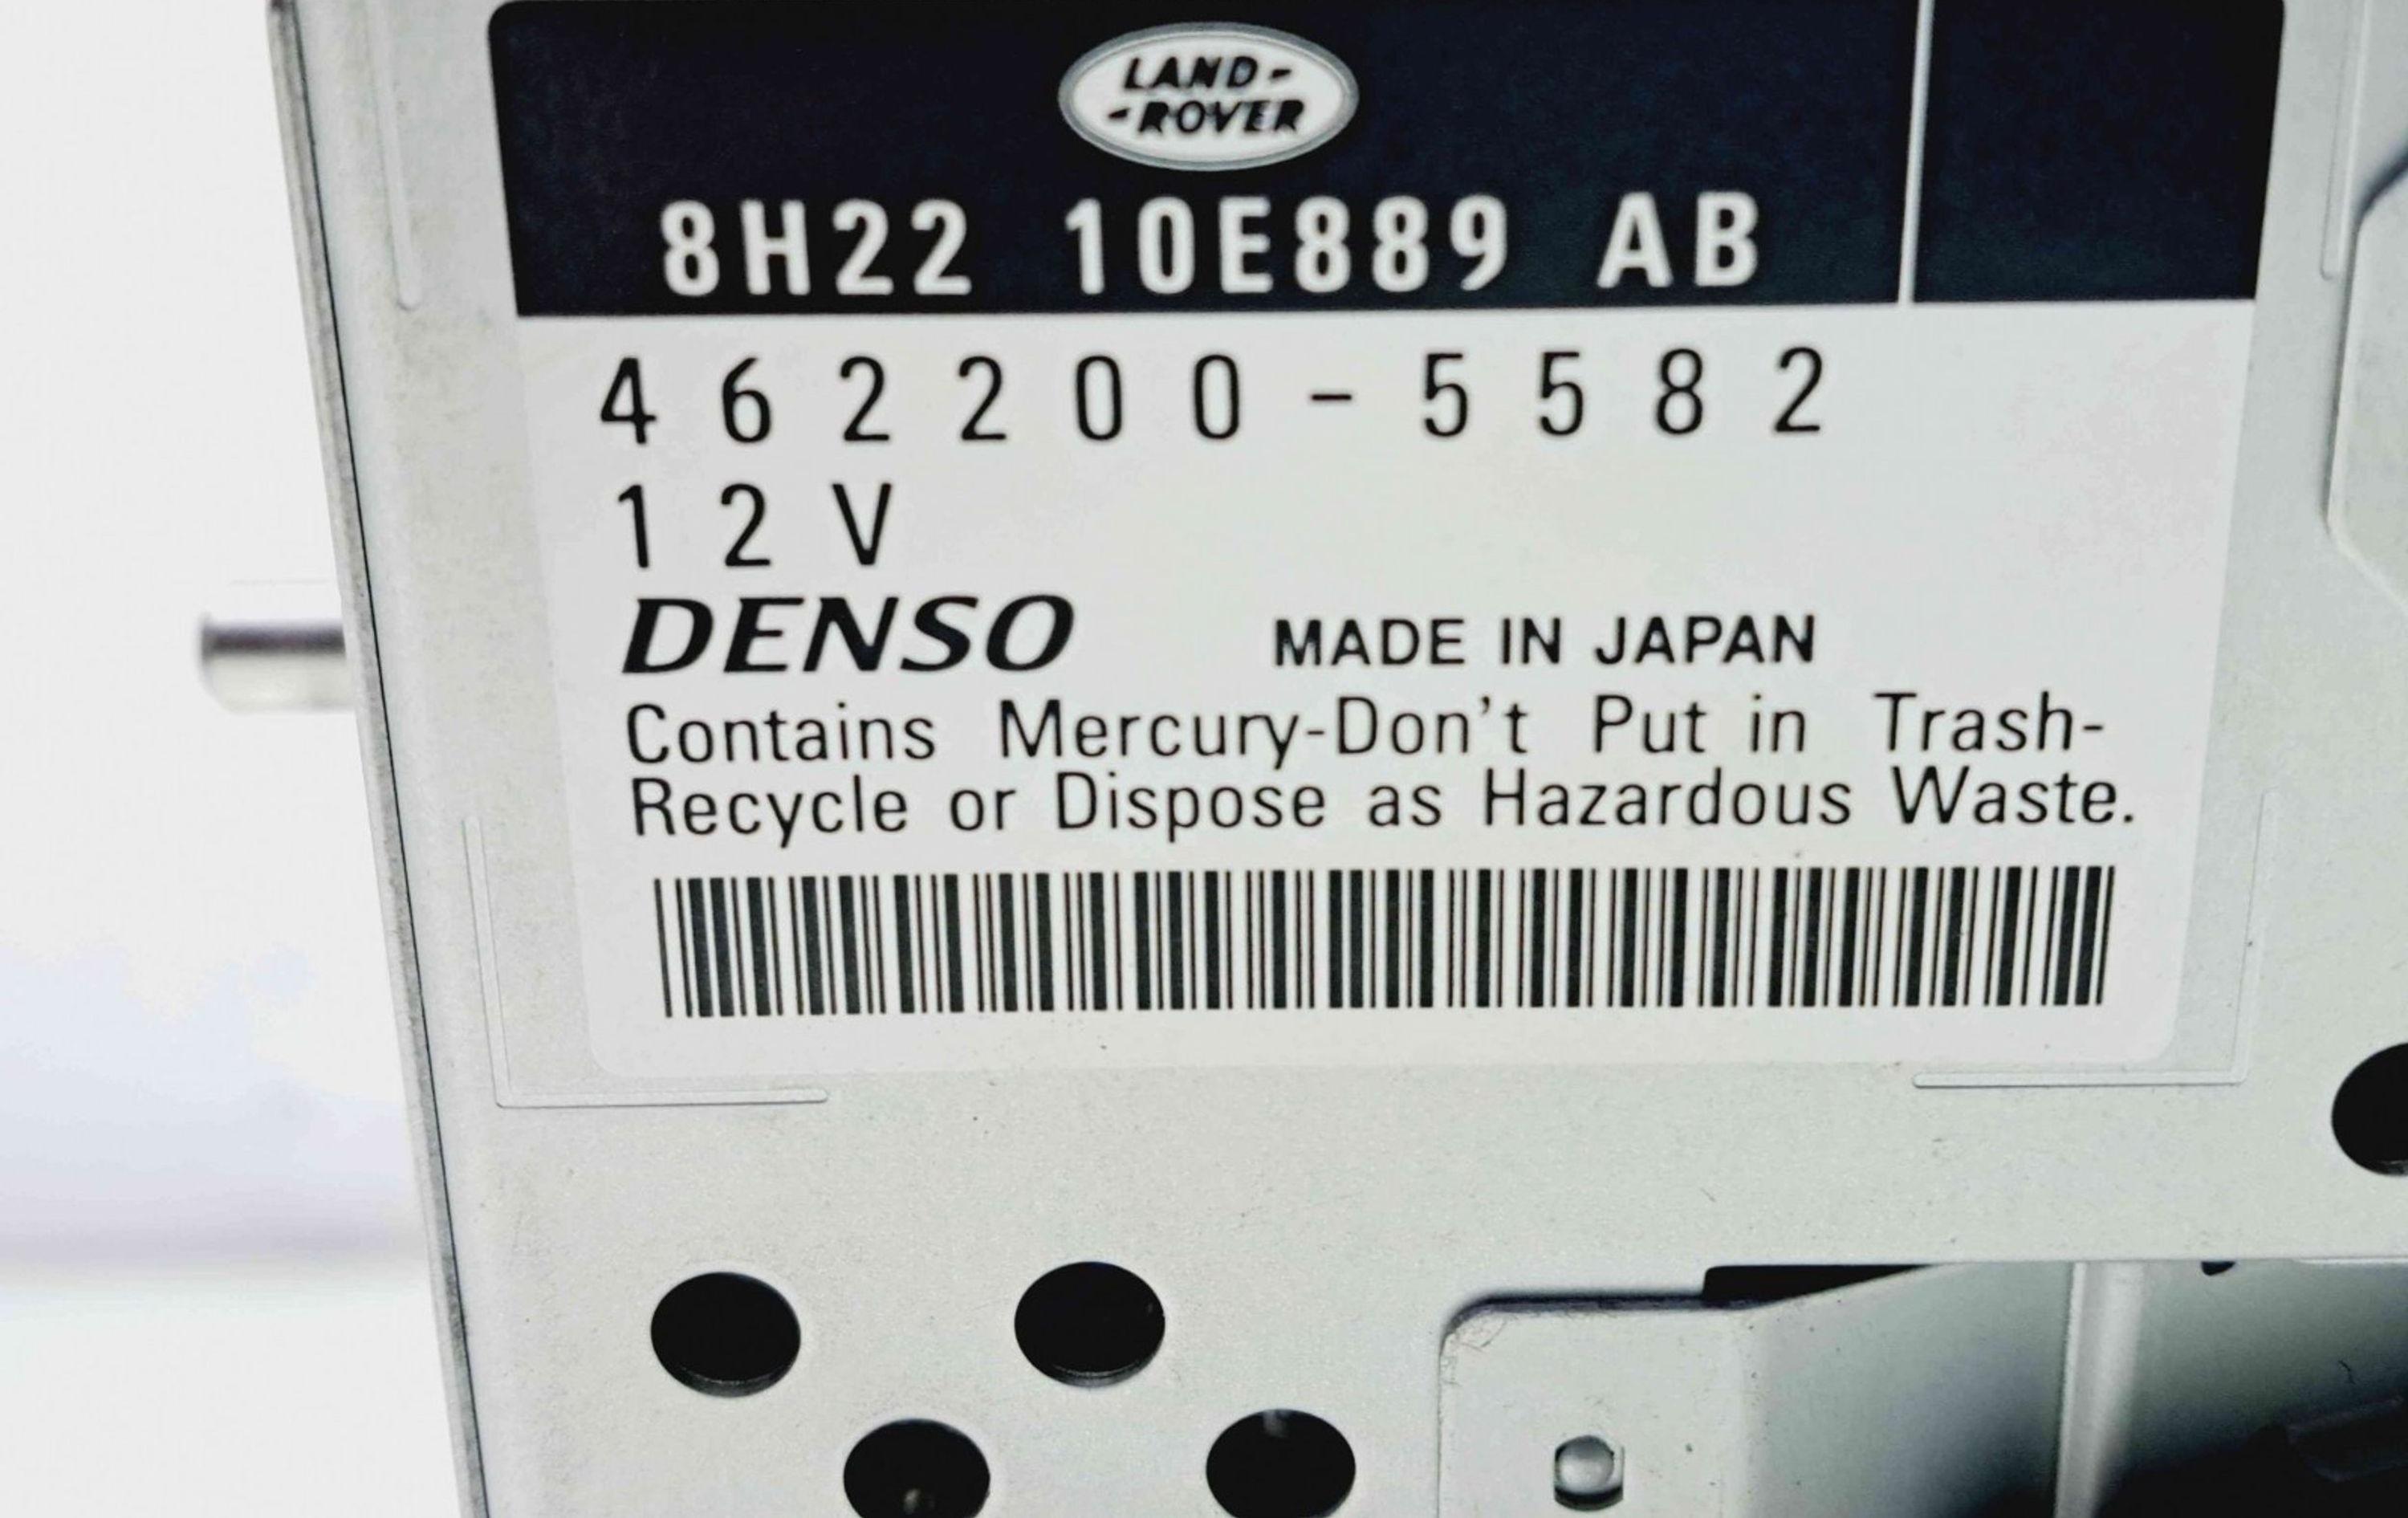 LAND-
-ROVER
8H22 10E889 AB
462200-5582
12V
DENSO MADE IN JAPAN
Contains Mercury-Don't Put in Trash-
Recycle or Dispose as Hazardous Waste.